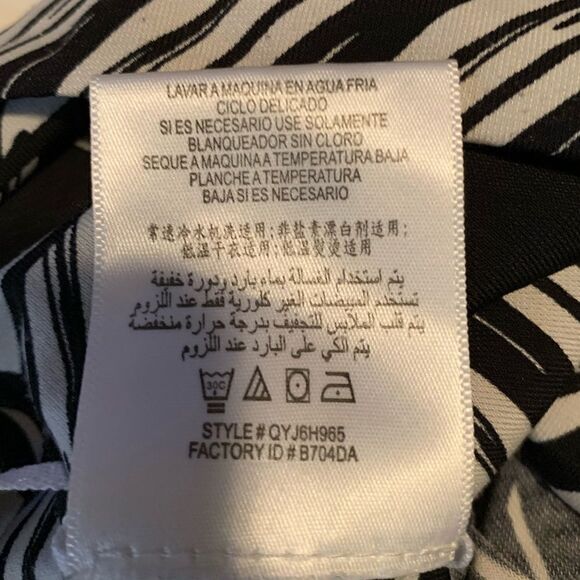 LAVAR A MAQUINA EN AGUA FRIA
CICLO DELICADO
SI ES NECESARIO USE SOLAMENTE
BLANQUEADOR SIN CLORO
SEQUE A MAQUINA A TEMPERATURA BAJA
PLANCHE A TEMPERATURA
BAJA SI ES NECESARIO
常速冷水机洗适用；非盐青漂白剂适用；
低温干衣适用；低温熨烫适用
يتم استخدام الغسالة بماء بارد ودورة خفيفة
تستخدم المبيضات الغير كلورية فقط عند اللزوم
يتم قلب الملابس للتجفيف بدرجة حرارة منخفضة
يتم الكي على البارد عند اللزوم
30C
STYLE # QYJ6H965
FACTORY ID # B704DA